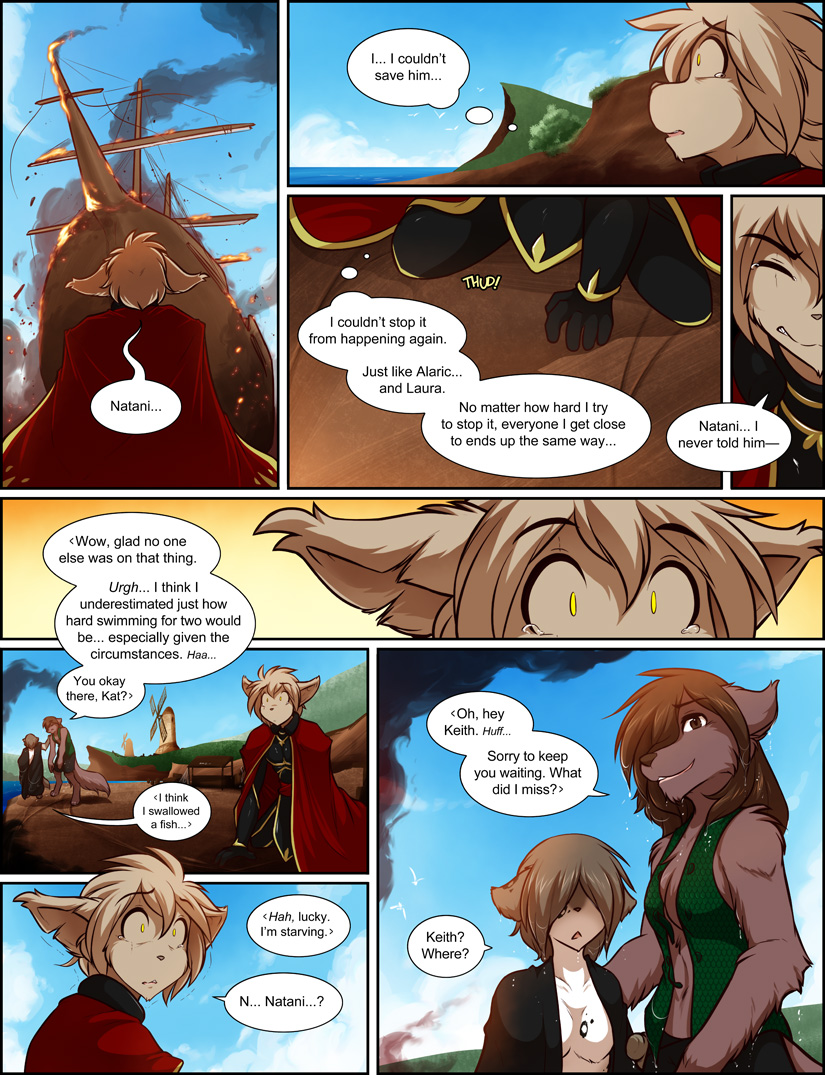 Natani...
I... I couldn't
save him...
THUD!
I couldn't stop it
from happening again.
Just like Alaric...
and Laura.
No matter how hard I try
to stop it, everyone I get close
to ends up the same way...
Natani... I
never told him—
‹Wow, glad no one
else was on that thing.
Urgh... I think I
underestimated just how
hard swimming for two would
be... especially given the
circumstances. Haa...
You okay
there, Kat?›
‹I think
I swallowed
a fish...›
‹Hah, lucky.
I'm starving.›
N... Natani...?
‹Oh, hey
Keith. Huff...
Sorry to keep
you waiting. What
did I miss?›
Keith?
Where?